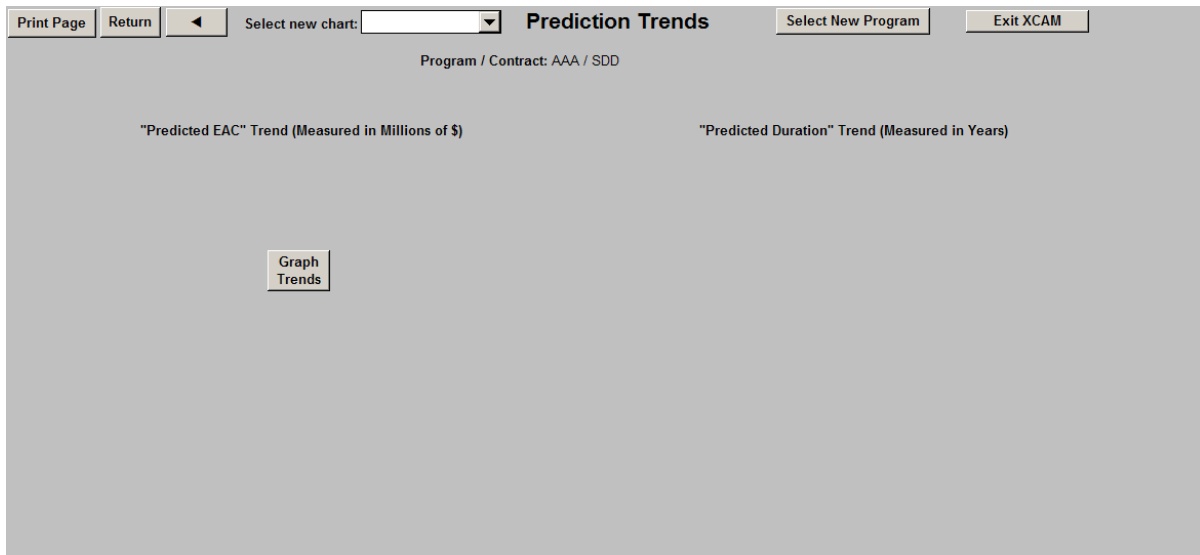 Print Page Return Select new chart: Prediction Trends Select New Program Exit XCAM
Program / Contract: AAA / SDD
"Predicted EAC" Trend (Measured in Millions of $) "Predicted Duration" Trend (Measured in Years)
Graph
Trends